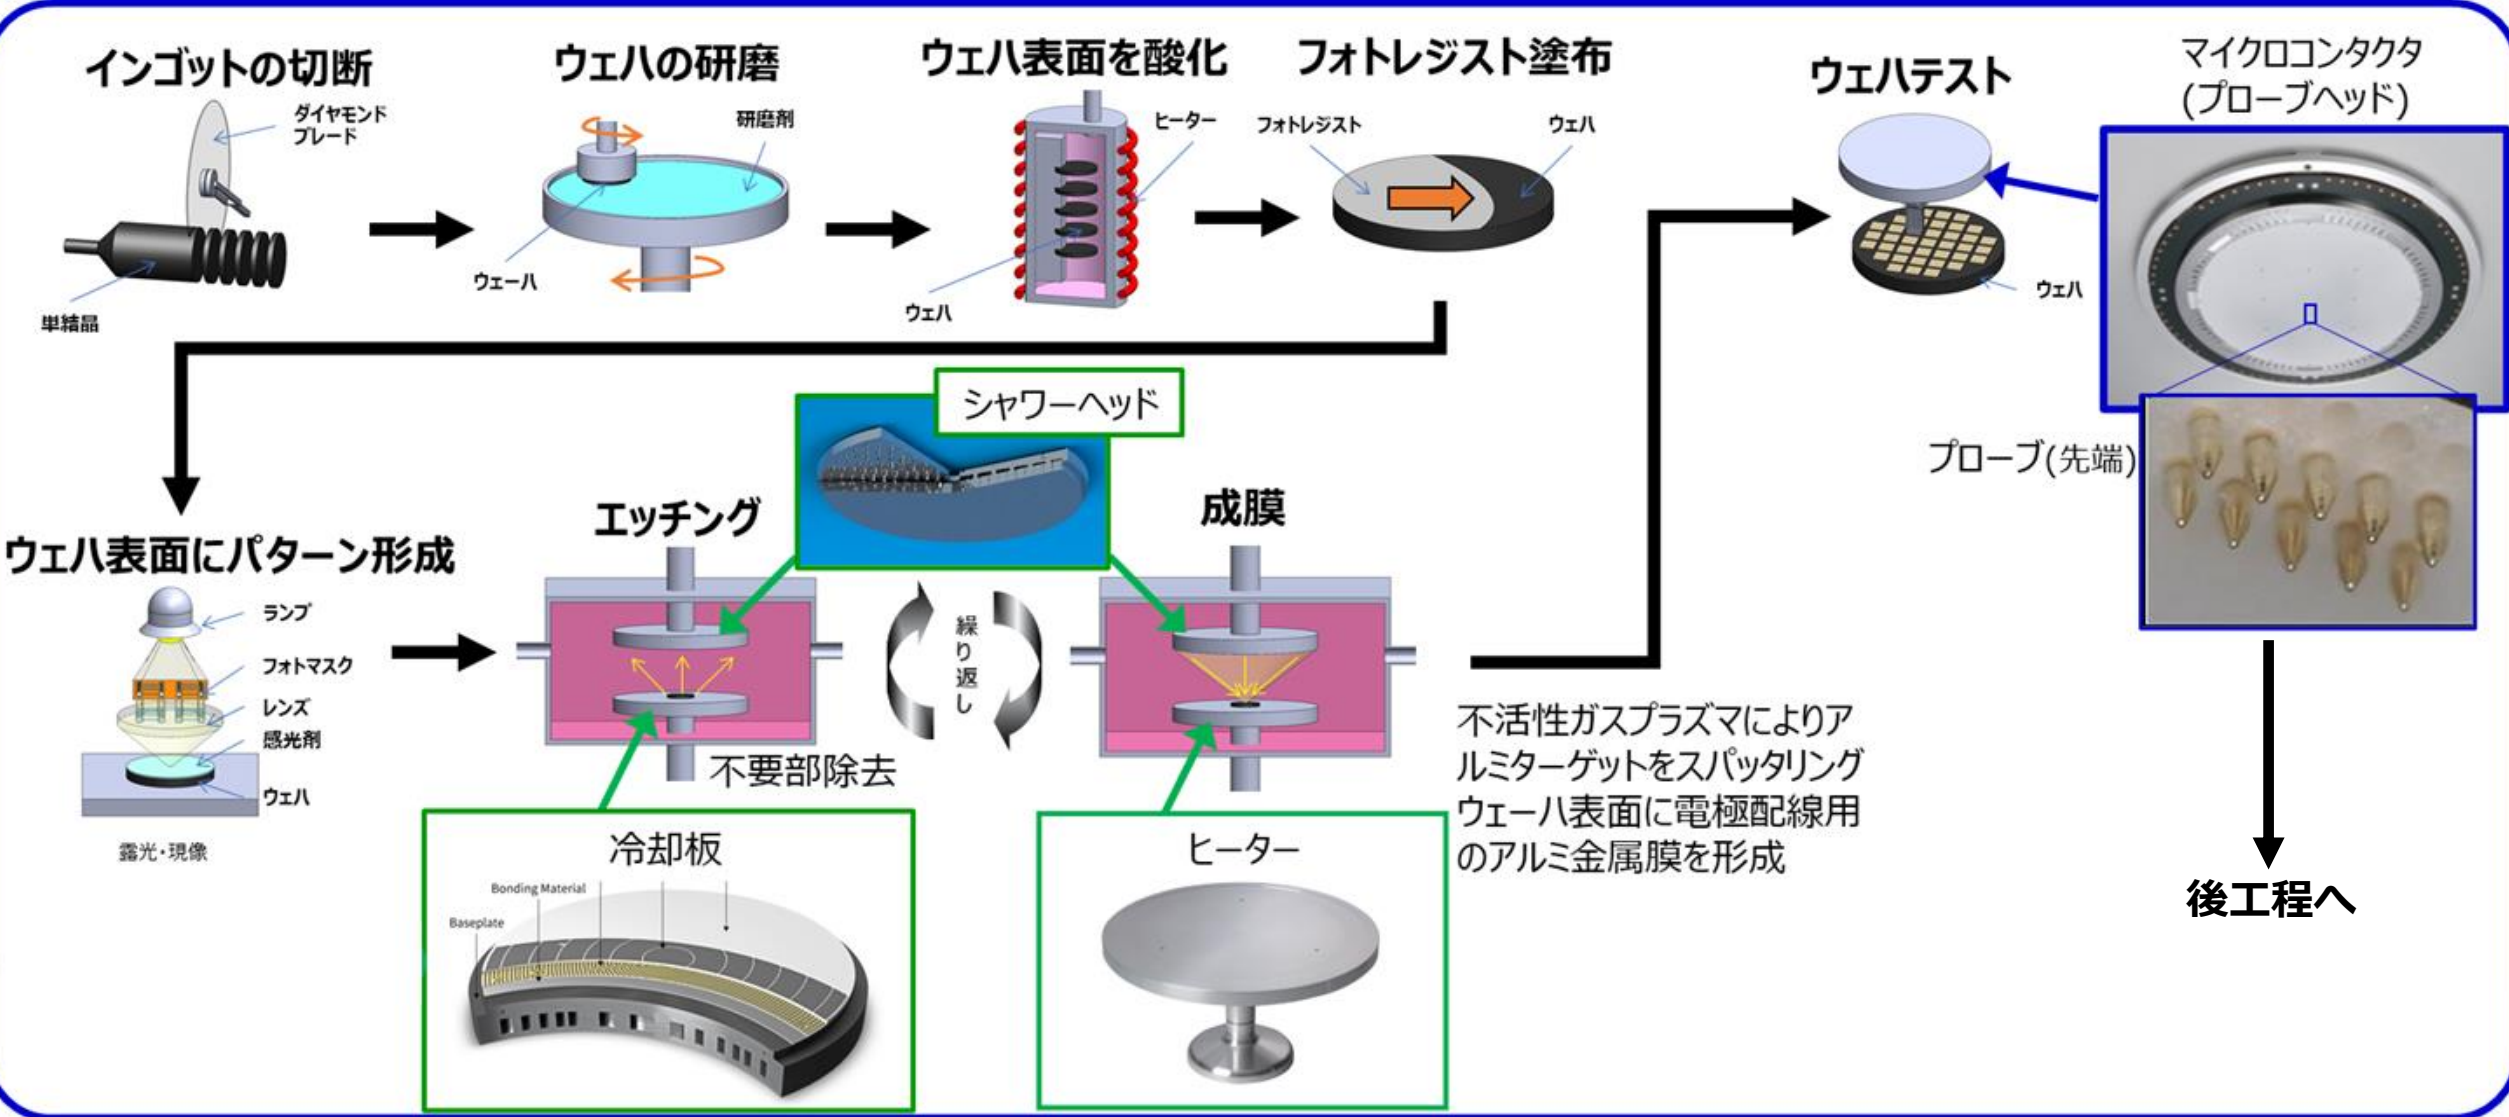 インゴットの切断
ダイヤモンド
ブレード
単結晶
ウェハの研磨
研磨剤
ウェーハ
ウェハ表面を酸化
ヒーター
ウェハ
フォトレジスト塗布
フォトレジスト
ウェハ
ウェハテスト
ウェハ
マイクロコンタクタ
(プローブヘッド)
プローブ(先端)
ウェハ表面にパターン形成
ランプ
フォトマスク
レンズ
感光剤
ウェハ
露光・現像
エッチング
シャワーヘッド
成膜
繰り返し
不要部除去
冷却板
Bonding Material
Baseplate
ヒーター
不活性ガスプラズマによりア
ルミターゲットをスパッタリング
ウェーハ表面に電極配線用
のアルミ金属膜を形成
後工程へ